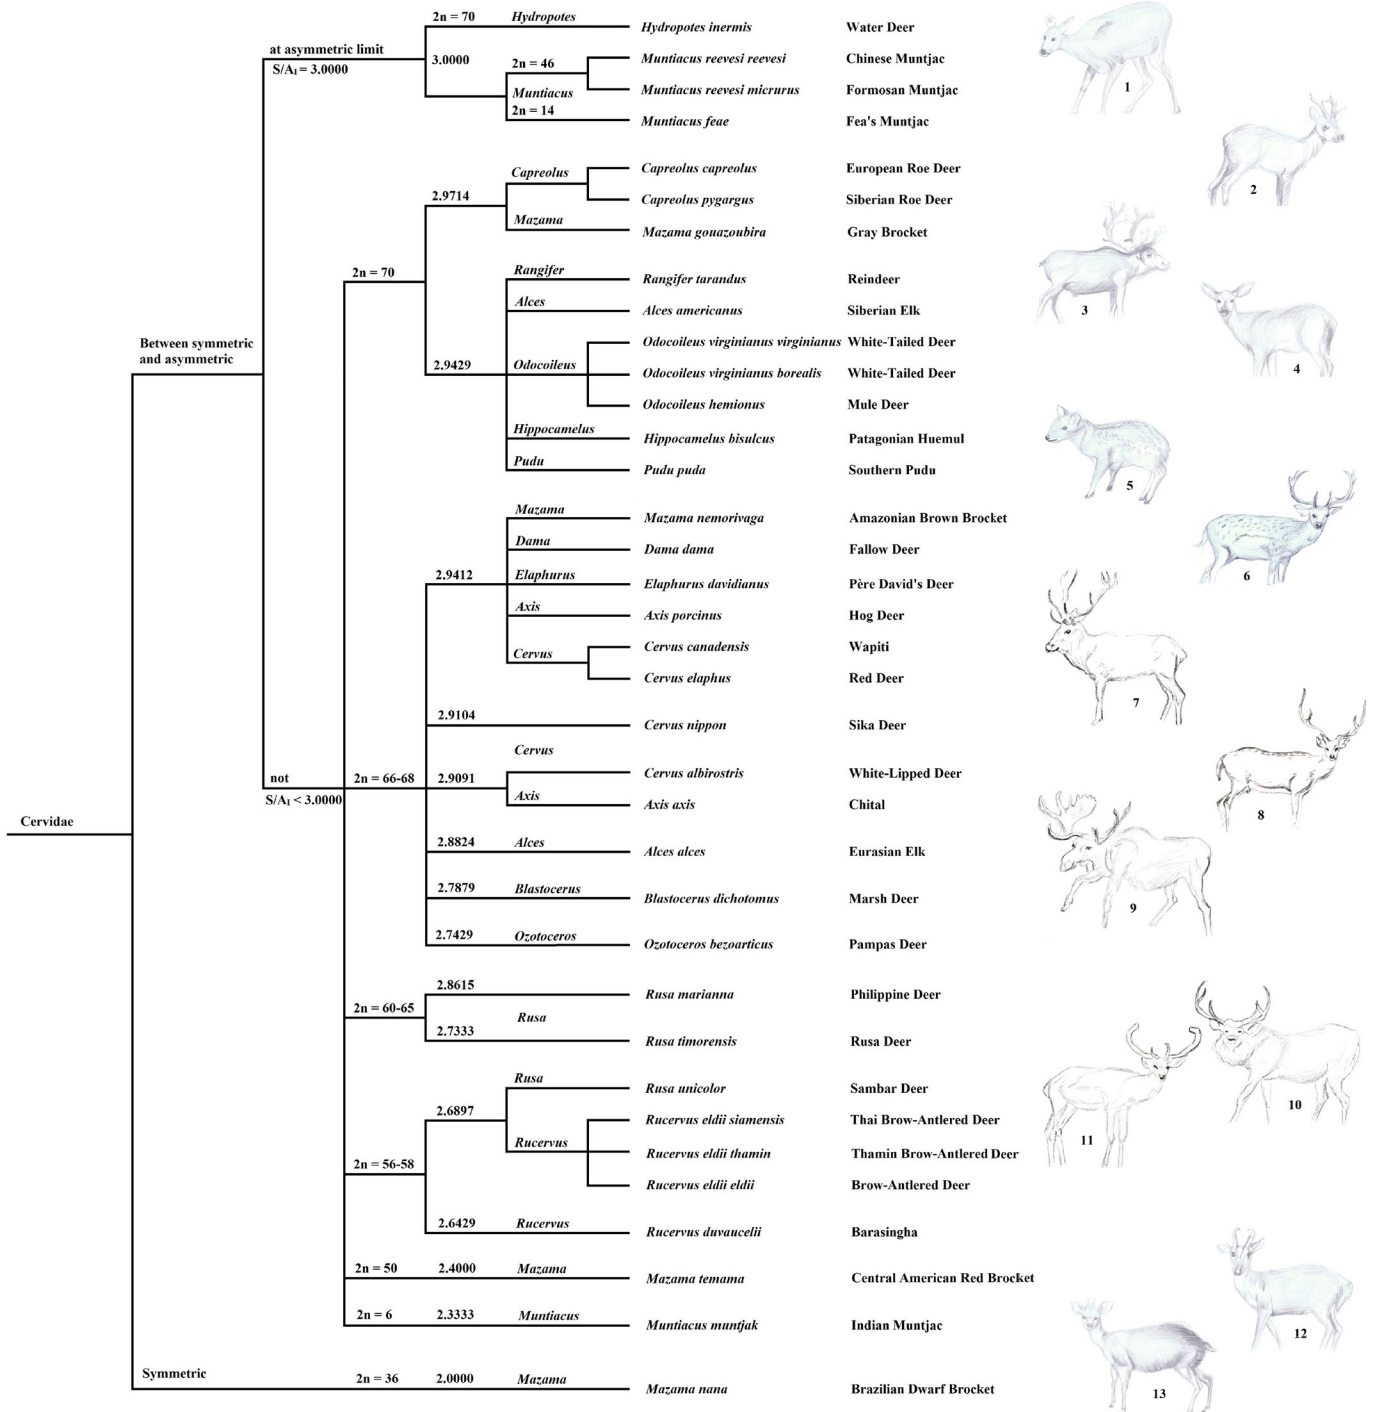 2n = 70 Hydropotes
Hydropotes inermis Water Deer
at asymmetric limit
S/AI = 3.0000
3.0000
2n = 46
Muntiacus reevesi reevesi Chinese Muntjac
Muntiacus
Muntiacus reevesi micrurus Formosan Muntjac
2n = 14
Muntiacus feae Fea's Muntjac
1
2
Capreolus
Capreolus capreolus European Roe Deer
2.9714
Capreolus pygargus Siberian Roe Deer
Mazama
Mazama gouazoubira Gray Brocket
2n = 70
Rangifer
Rangifer tarandus Reindeer
Alces
Alces americanus Siberian Elk
3
Between symmetric
and asymmetric
Odocoileus virginianus virginianus White-Tailed Deer
2.9429 Odocoileus
Odocoileus virginianus borealis White-Tailed Deer
4
Odocoileus hemionus Mule Deer
Hippocamelus
Hippocamelus bisulcus Patagonian Huemul
Pudu
Pudu puda Southern Pudu
5
Mazama
Mazama nemorivaga Amazonian Brown Brocket
Dama
Dama dama Fallow Deer
2.9412 Elaphurus
Elaphurus davidianus Père David's Deer
6
Axis
Axis porcinus Hog Deer
Cervus
Cervus canadensis Wapiti
Cervus elaphus Red Deer
7
2.9104
Cervus nippon Sika Deer
Cervus
not
S/AI < 3.0000
2n = 66-68
2.9091
Cervus albirostris White-Lipped Deer
Axis
Axis axis Chital
8
Cervidae
2.8824 Alces
Alces alces Eurasian Elk
2.7879 Blastocerus
Blastocerus dichotomus Marsh Deer
9
2.7429 Ozotoceros
Ozotoceros bezoarticus Pampas Deer
2n = 60-65
2.8615
Rusa marianna Philippine Deer
Rusa
2.7333
Rusa timorensis Rusa Deer
Rusa
Rusa unicolor Sambar Deer
10
2.6897
Rucervus eldii siamensis Thai Brow-Antlered Deer
11
Rucervus
Rucervus eldii thamin Thamin Brow-Antlered Deer
2n = 56-58
Rucervus eldii eldii Brow-Antlered Deer
2.6429 Rucervus
Rucervus duvaucelii Barasingha
2n = 50 2.4000 Mazama
Mazama temama Central American Red Brocket
2n = 6 2.3333 Muntiacus
Muntiacus muntjak Indian Muntjac
12
Symmetric
2n = 36 2.0000 Mazama
Mazama nana Brazilian Dwarf Brocket
13